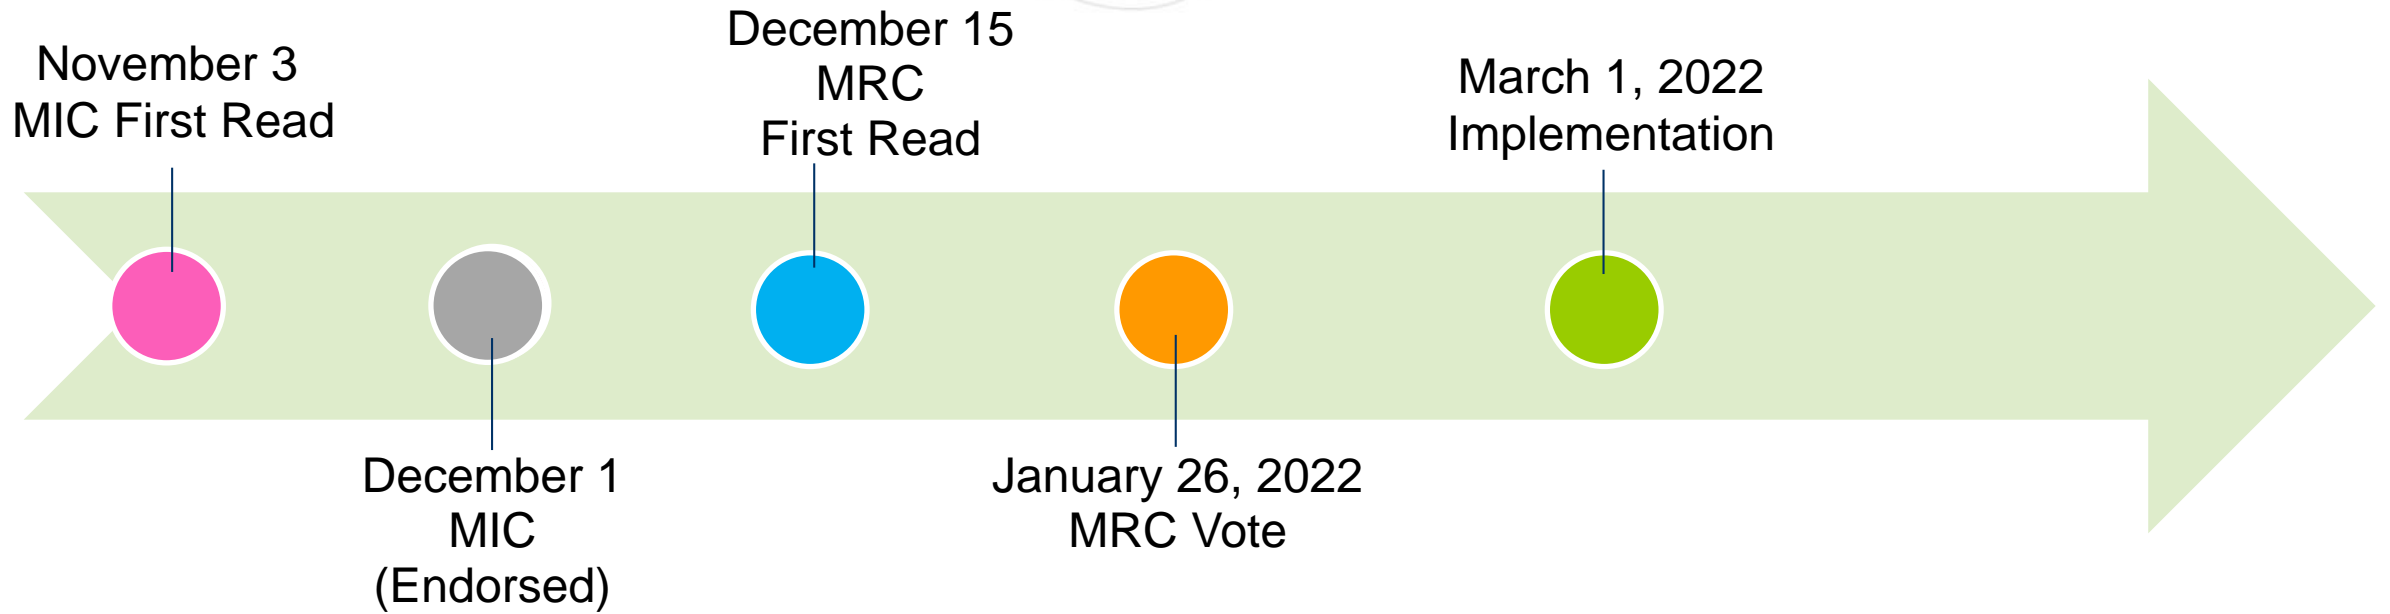 November 3
MIC First Read
December 1
MIC
(Endorsed)
December 15
MRC
First Read
January 26, 2022
MRC Vote
March 1, 2022
Implementation